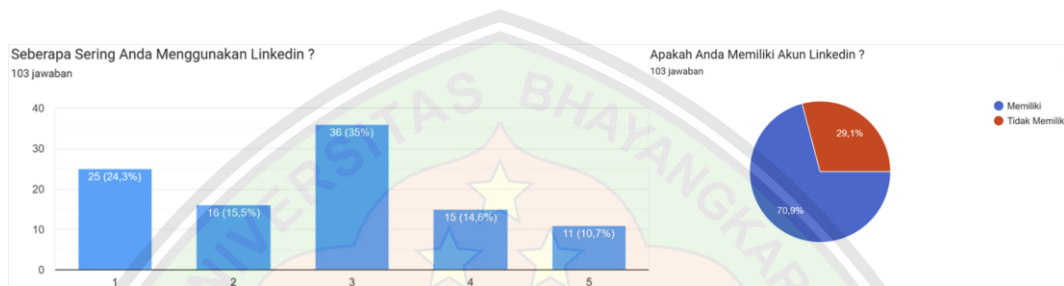 Seberapa Sering Anda Menggunakan Linkedin ?
103 jawaban
40
30
20
10
0
25 (24,3%)
16 (15,5%)
36 (35%)
15 (14,6%)
11 (10,7%)
1
2
3
4
5
Apakah Anda Memiliki Akun Linkedin ?
103 jawaban
29,1%
70,9%
Memiliki
Tidak Memilik
UNIVERSITAS BHAYANGKAR